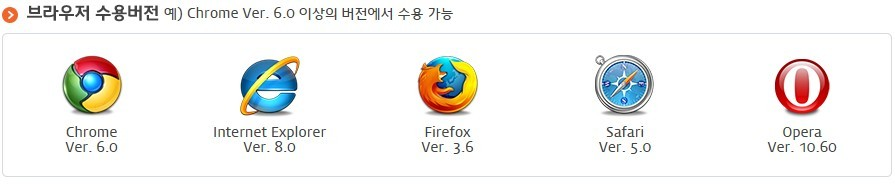 브라우저 수용버전 예) Chrome Ver. 6.0 이상의 버전에서 수용 가능
Chrome
Ver. 6.0
Internet Explorer
Ver. 8.0
Firefox
Ver. 3.6
Safari
Ver. 5.0
Opera
Ver. 10.60